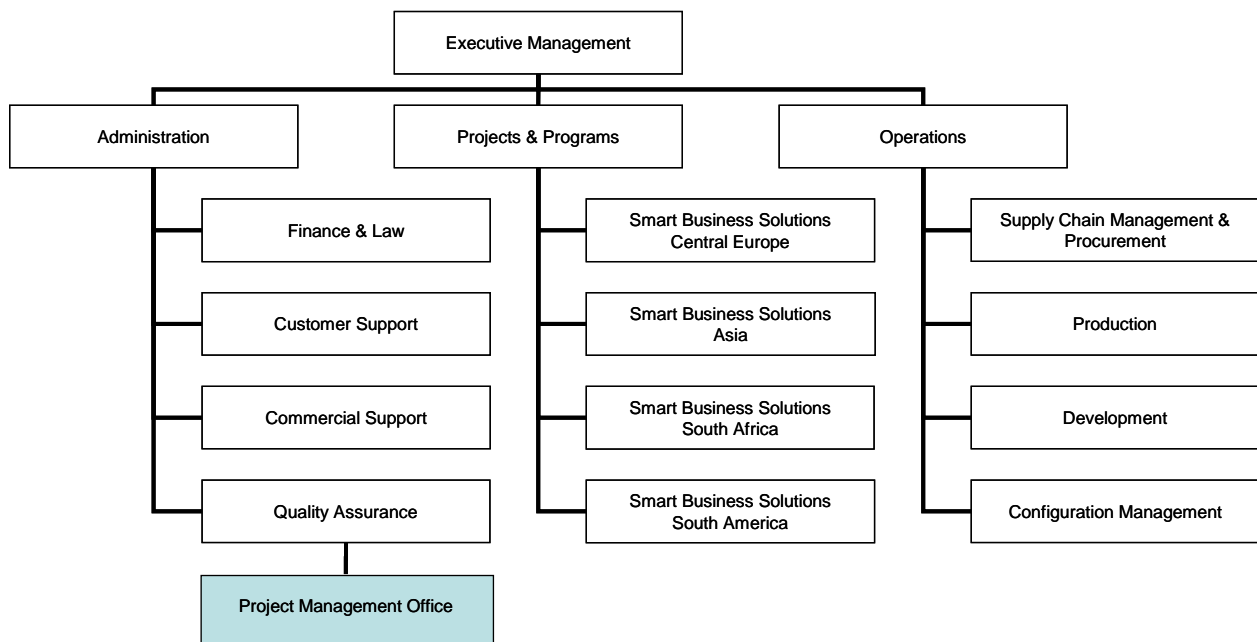 Executive Management
Administration
Projects & Programs
Operations
Finance & Law
Smart Business Solutions
Central Europe
Supply Chain Management &
Procurement
Customer Support
Smart Business Solutions
Asia
Production
Commercial Support
Smart Business Solutions
South Africa
Development
Quality Assurance
Smart Business Solutions
South America
Configuration Management
Project Management Office